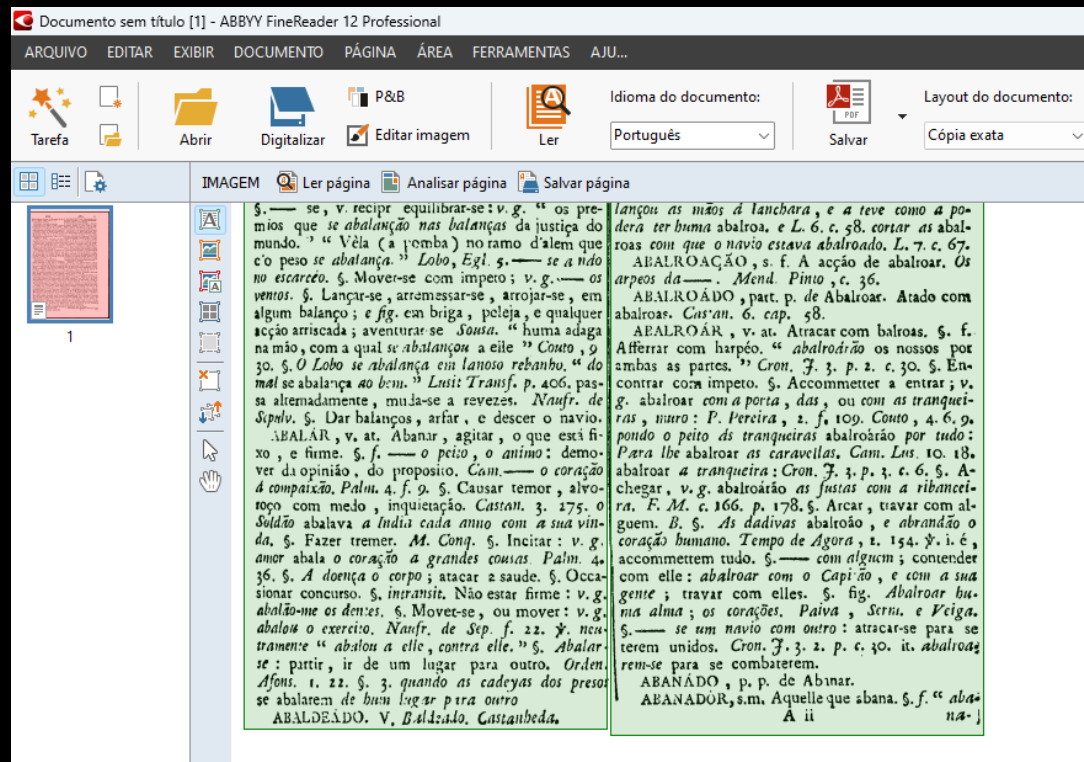 Documento sem título [1] - ABBYY FineReader 12 Professional
ARQUIVO EDITAR EXIBIR DOCUMENTO PÁGINA ÁREA FERRAMENTAS AJU...
Tarefa
Abrir
Digitalizar
P&B
Editar imagem
Ler
Idioma do documento:
Português
PDF
Salvar
Layout do documento:
Cópia exata
IMAGEM Ler página Analisar página Salvar página
1
§.—— se, v. recipr equilibrar-se: v. g. “ os pre-
mios que se abalanção nas balanças da justiça do
mundo. ” “ Vêla (a pomba) no ramo d'alem que
c'o peso se abalança. ” Lobo, Egl. 5.—— se a náo
no escarcéo. §. Mover-se com impeto; v. g.—— os
ventos. §. Lançar-se, arremessar-se, arrojar-se, em
algum balanço; e fig. em briga, peleja, e qualquer
acção arriscada; aventurar-se Sousa. “ huma adaga
na mão, com a qual se abalançou a elle ” Couto, 9
30. §. O Lobo se abalança em lanoso rebanho. “ do
mal se abalança ao bem. ” Lusit Transf. p. 406. pas-
sa alternadamente, muda-se a revezes. Naufr. de
Sepulv. §. Dar balanços, arfar, e descer o navio.
ABALÁR, v. at. Abanar, agitar, o que está fi-
xo, e firme. §. f. —— o peito, o animo: demo-
ver da opinião, do proposito. Cam.—— o coração
á compaixão. Palm. 4. f. 9. §. Causar temor, alvo-
roço com medo, inquietação. Castan. 3. 275. o
Soldão abalava a India cada anno com a sua vin-
da, §. Fazer tremer. M. Conq. §. Incitar: v. g.
amor abala o coração a grandes cousas. Palm. 4.
36. §. A doença o corpo; atacar a saude. §. Occa-
sionar concurso. §. intransit. Não estar firme: v. g.
abalão-me os dentes. §. Mover-se, ou mover: v. g.
abalou o exercito. Naufr. de Sep. f. 22. ℣. neu-
tramente “ abalou a elle, contra elle. ” §. Abalar-
se: partir, ir de um lugar para outro. Orden.
Afons. 1. 22. §. 3. quando as cadeyas dos presos
se abalarem de hum lugar pera outro
ABALDEÁDO. V. Baldeado. Castanheda.
lançou as mãos á lanchara, e a teve como a po-
dera ter huma abalroa. e L. 6. c. 58. cortar as abal-
roas com que o navio estava abalroado. L. 7. c. 67.
ABALROAÇÃO, s. f. A acção de abalroar. Os
arpeos da——. Mend. Pinto, c. 36.
ABALROÁDO, part. p. de Abalroar. Atado com
abalroas. Castan. 6. cap. 58.
ABALROÁR, v. at. Atracar com balroas. §. f.
Afferrar com harpéo. “ abalroárão os nossos por
ambas as partes. ” Cron. J. 3. p. 2. c. 30. §. En-
contrar com impeto. §. Accommetter a entrar; v.
g. abalroar com a porta, das, ou com as tranquei-
ras, muro: P. Pereira, 2. f. 109. Couto, 4. 6. 9.
pondo o peito ás tranqueiras abalroárão por tudo:
Para lhe abalroar as caravellas. Cam. Lus. 10. 18.
abalroar a tranqueira: Cron. J. 3. p. 3. c. 6. §. A-
chegar, v. g. abalroárão as fustas com a ribancei-
ra. F. M. c. 166. p. 178. §. Arcar, travar com al-
guem. B. §. As dadivas abalroão, e abrandão o
coração humano. Tempo de Agora, 2. 154. ℣. i. é,
accommettem tudo. §.—— com alguem; contender
com elle: abalroar com o Capitão, e com a sua
gente; travar com elles. §. fig. Abalroar hu-
ma alma; os corações. Paiva, Serm. e Veiga.
§.—— se um navio com outro: atracar-se para se
terem unidos. Cron. J. 3. 2. p. c. 30. it. abalroa-
rem-se para se combaterem.
ABANÁDO, p. p. de Abanar.
ABANADÔR, s.m. Aquelle que abana. §. f. “ aba-
A ii na-